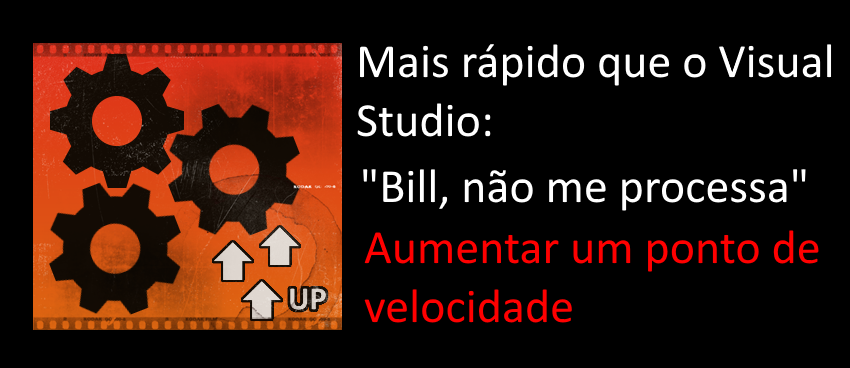 Mais rápido que o Visual
Studio:
"Bill, não me processa"
Aumentar um ponto de
velocidade
UP